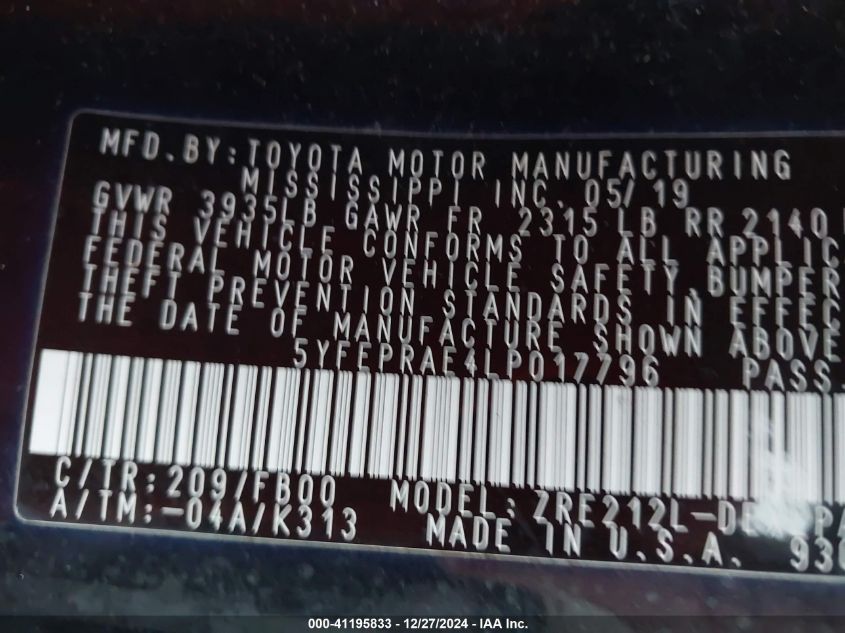 MFD.BY:TOYOTA MOTOR MANUFACTURING
MISSISSIPPI INC. 05/19
GVWR 3935LB GAWR FR 2315 LB RR 2140
THIS VEHICLE CONFORMS TO ALL APPLIC
FEDERAL MOTOR VEHICLE SAFETY,BUMPER
THEFT PREVENTION STANDARDS IN EFFEC
THE DATE OF MANUFACTURE SHOWN ABOVE
5YFEPRAE4LP017796 PASS.
C/TR:209/FB00 MODEL:ZRE212L-DE PA
A/TM:-04A/K313 MADE IN U.S.A. 930
000-41195833 - 12/27/2024 - IAA Inc.